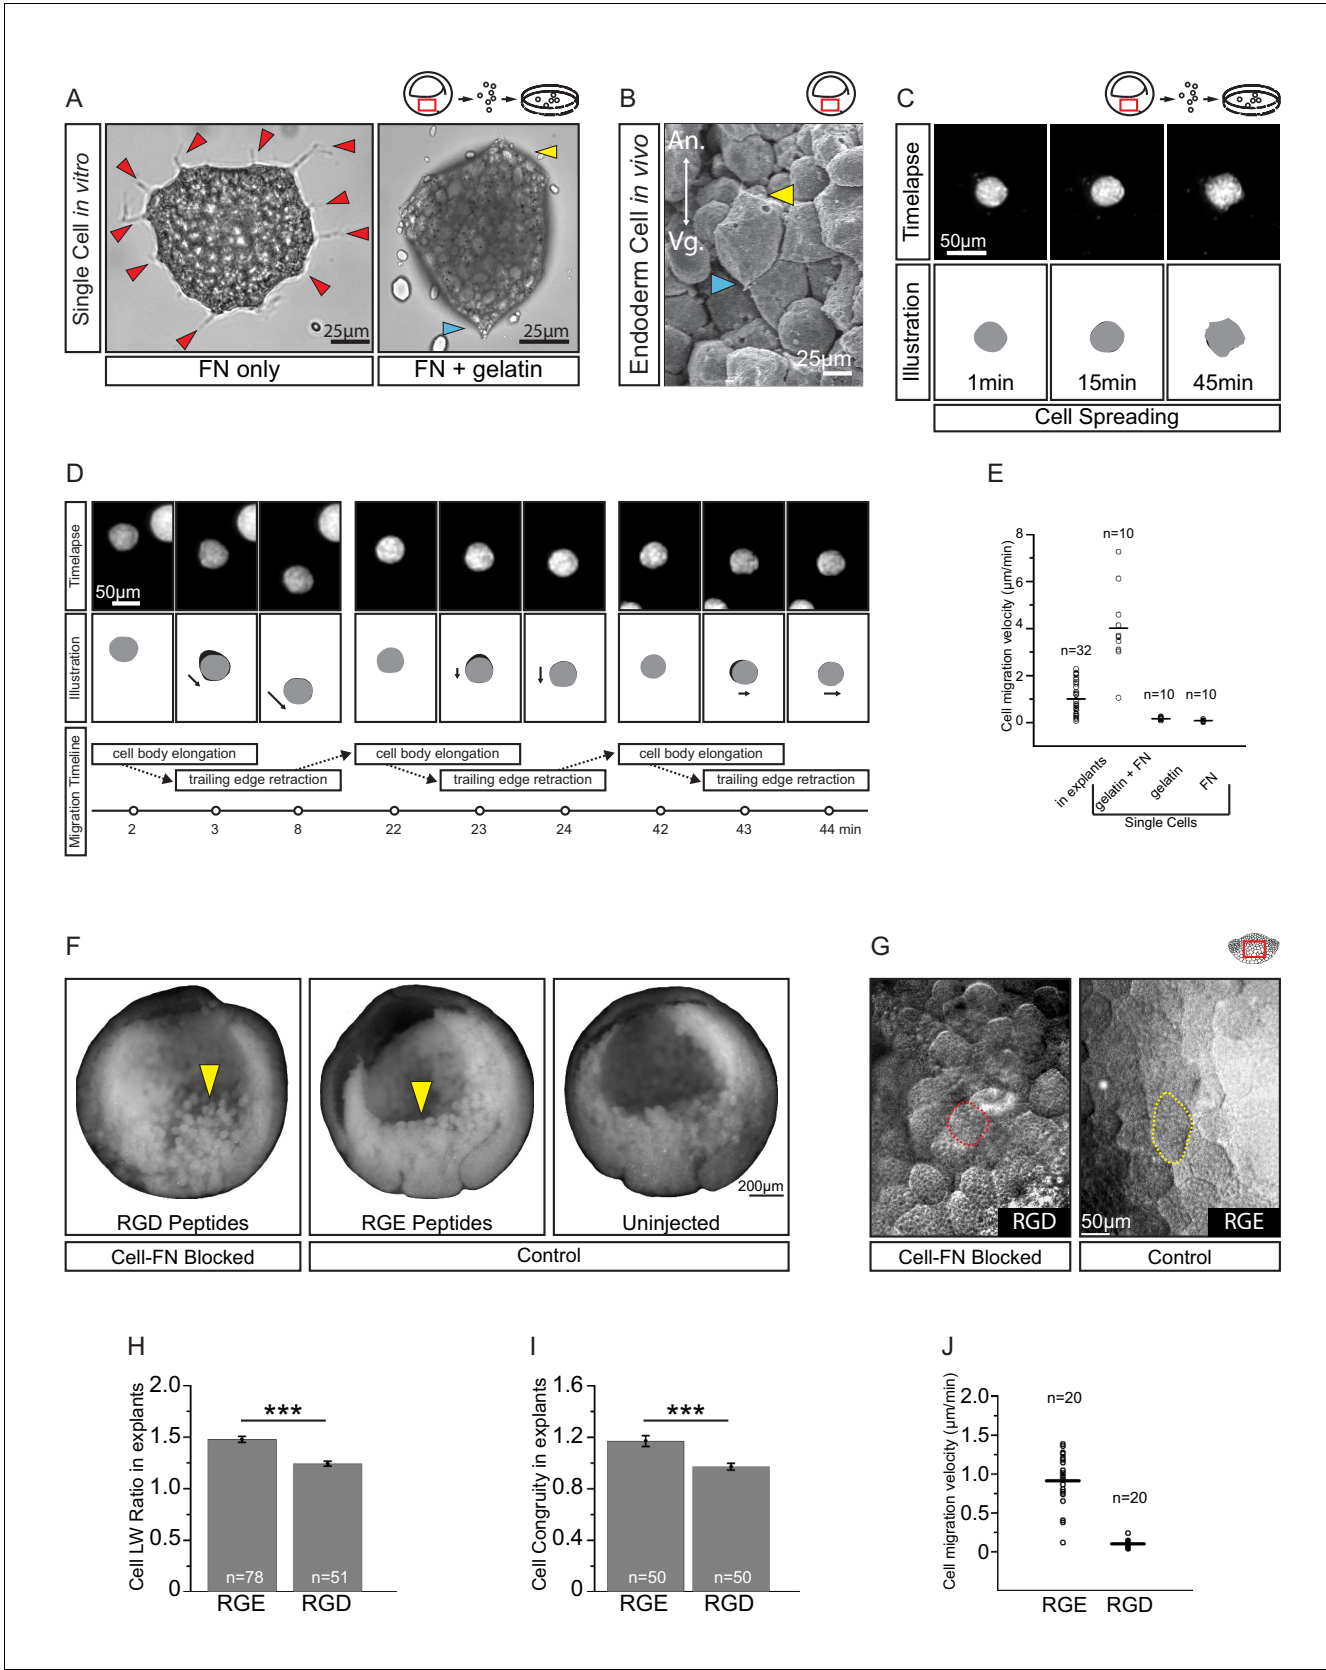 A
Single Cell in vitro
25µm
FN only
25µm
FN + gelatin
B
Endoderm Cell in vivo
An.
Vg.
25µm
C
Timelapse
50µm
Illustration
1min
15min
45min
Cell Spreading
D
Timelapse
50µm
Illustration
Migration Timeline
cell body elongation
cell body elongation
cell body elongation
trailing edge retraction
trailing edge retraction
trailing edge retraction
2
3
8
22
23
24
42
43
44 min
E
Cell migration velocity (µm/min)
8
6
4
2
0
n=32
n=10
n=10
n=10
in explants
gelatin + FN
gelatin
FN
Single Cells
F
200µm
RGD Peptides
RGE Peptides
Uninjected
Cell-FN Blocked
Control
G
RGD
50µm
RGE
Cell-FN Blocked
Control
H
Cell LW Ratio in explants
2.0
1.5
1.0
0.5
0
***
n=78
n=51
RGE
RGD
I
Cell Congruity in explants
1.6
1.2
0.8
0.4
0
***
n=50
n=50
RGE
RGD
J
Cell migration velocity (µm/min)
2.0
1.5
1.0
0.5
0
n=20
n=20
RGE
RGD